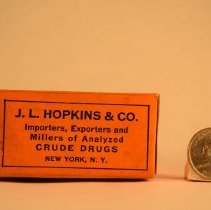 J. L. HOPKINS & CO.
Importers, Exporters and
Millers of Analyzed
CRUDE DRUGS
NEW YORK, N. Y.